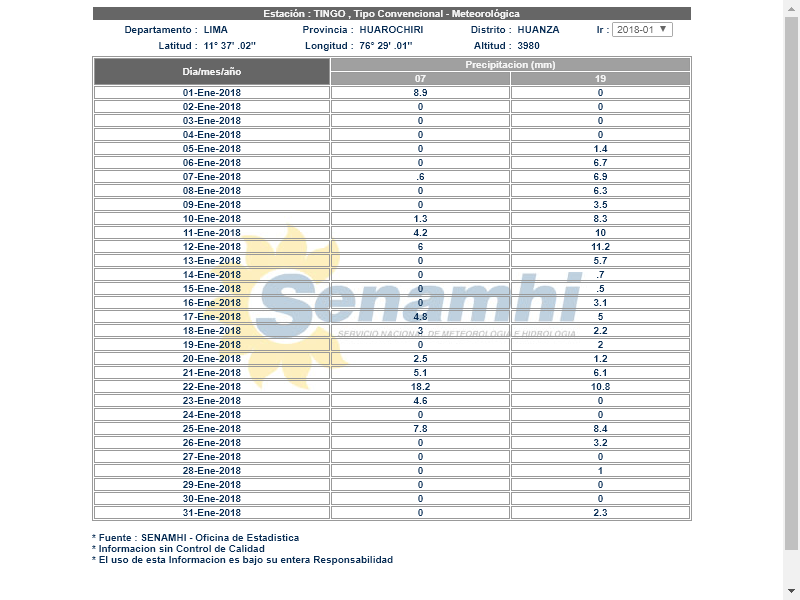 Estación : TINGO , Tipo Convencional - Meteorológica
Departamento : LIMA Provincia : HUAROCHIRI Distrito : HUANZA Ir : 2018-01
Latitud : 11° 37' .02" Longitud : 76° 29' .01" Altitud : 3980
Dia/mes/año Precipitacion (mm)
07 19
01-Ene-2018 8.9 0
02-Ene-2018 0 0
03-Ene-2018 0 0
04-Ene-2018 0 0
05-Ene-2018 0 1.4
06-Ene-2018 0 6.7
07-Ene-2018 .6 6.9
08-Ene-2018 0 6.3
09-Ene-2018 0 3.5
10-Ene-2018 1.3 8.3
11-Ene-2018 4.2 10
12-Ene-2018 6 11.2
13-Ene-2018 0 5.7
14-Ene-2018 0 .7
15-Ene-2018 0 .5
16-Ene-2018 0 3.1
17-Ene-2018 4.8 5
18-Ene-2018 3 2.2
19-Ene-2018 0 2
20-Ene-2018 2.5 1.2
21-Ene-2018 5.1 6.1
22-Ene-2018 18.2 10.8
23-Ene-2018 4.6 0
24-Ene-2018 0 0
25-Ene-2018 7.8 8.4
26-Ene-2018 0 3.2
27-Ene-2018 0 0
28-Ene-2018 0 1
29-Ene-2018 0 0
30-Ene-2018 0 0
31-Ene-2018 0 2.3
Senamhi
SERVICIO NACIONAL DE METEOROLOGIA E HIDROLOGIA
* Fuente : SENAMHI - Oficina de Estadistica
* Informacion sin Control de Calidad
* El uso de esta Informacion es bajo su entera Responsabilidad